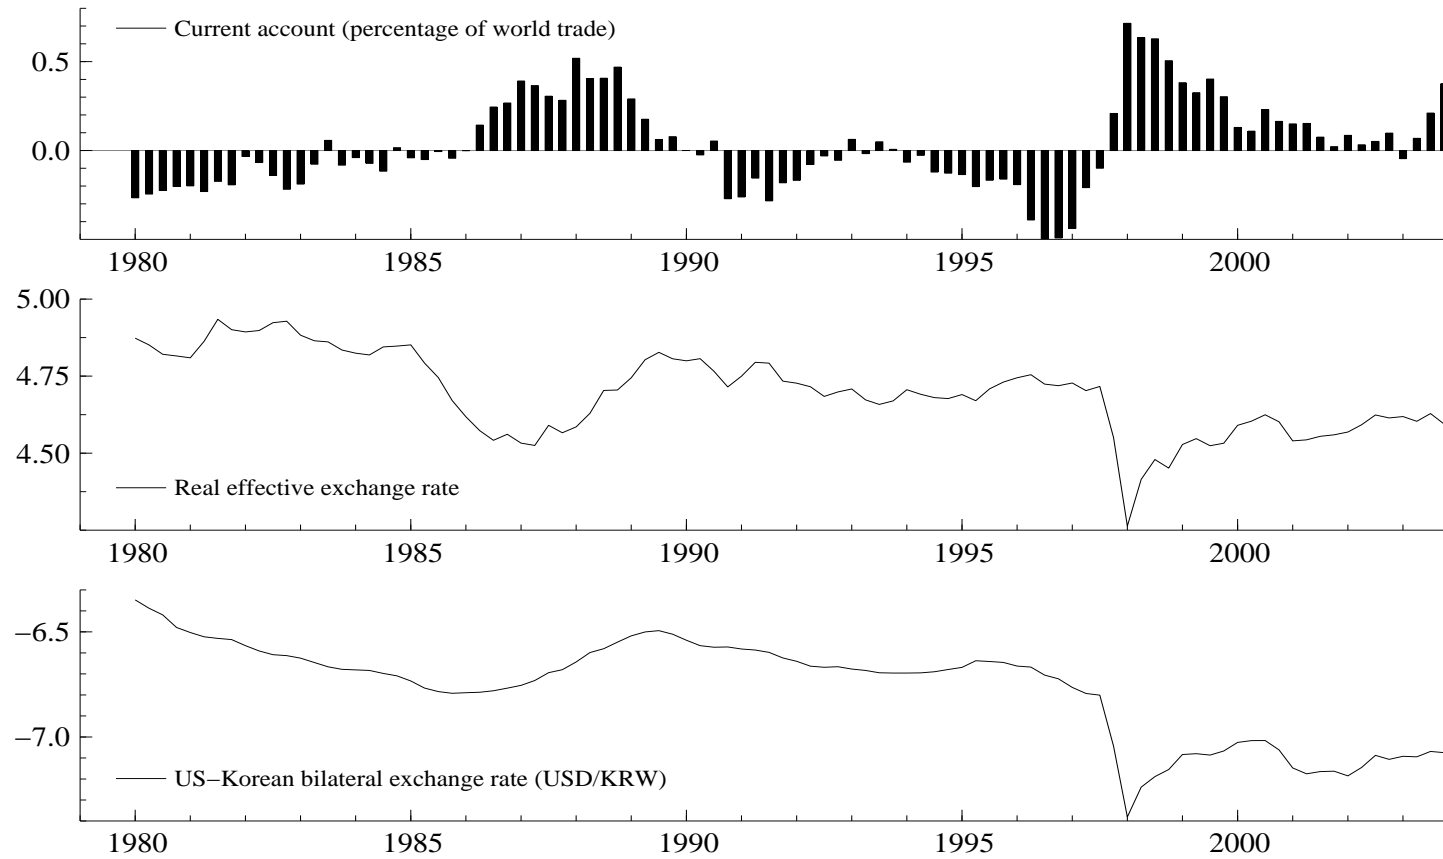 Current account (percentage of world trade)
0.5
0.0
1980 1985 1990 1995 2000
5.00
4.75
4.50
Real effective exchange rate
1980 1985 1990 1995 2000
−6.5
−7.0
US−Korean bilateral exchange rate (USD/KRW)
1980 1985 1990 1995 2000